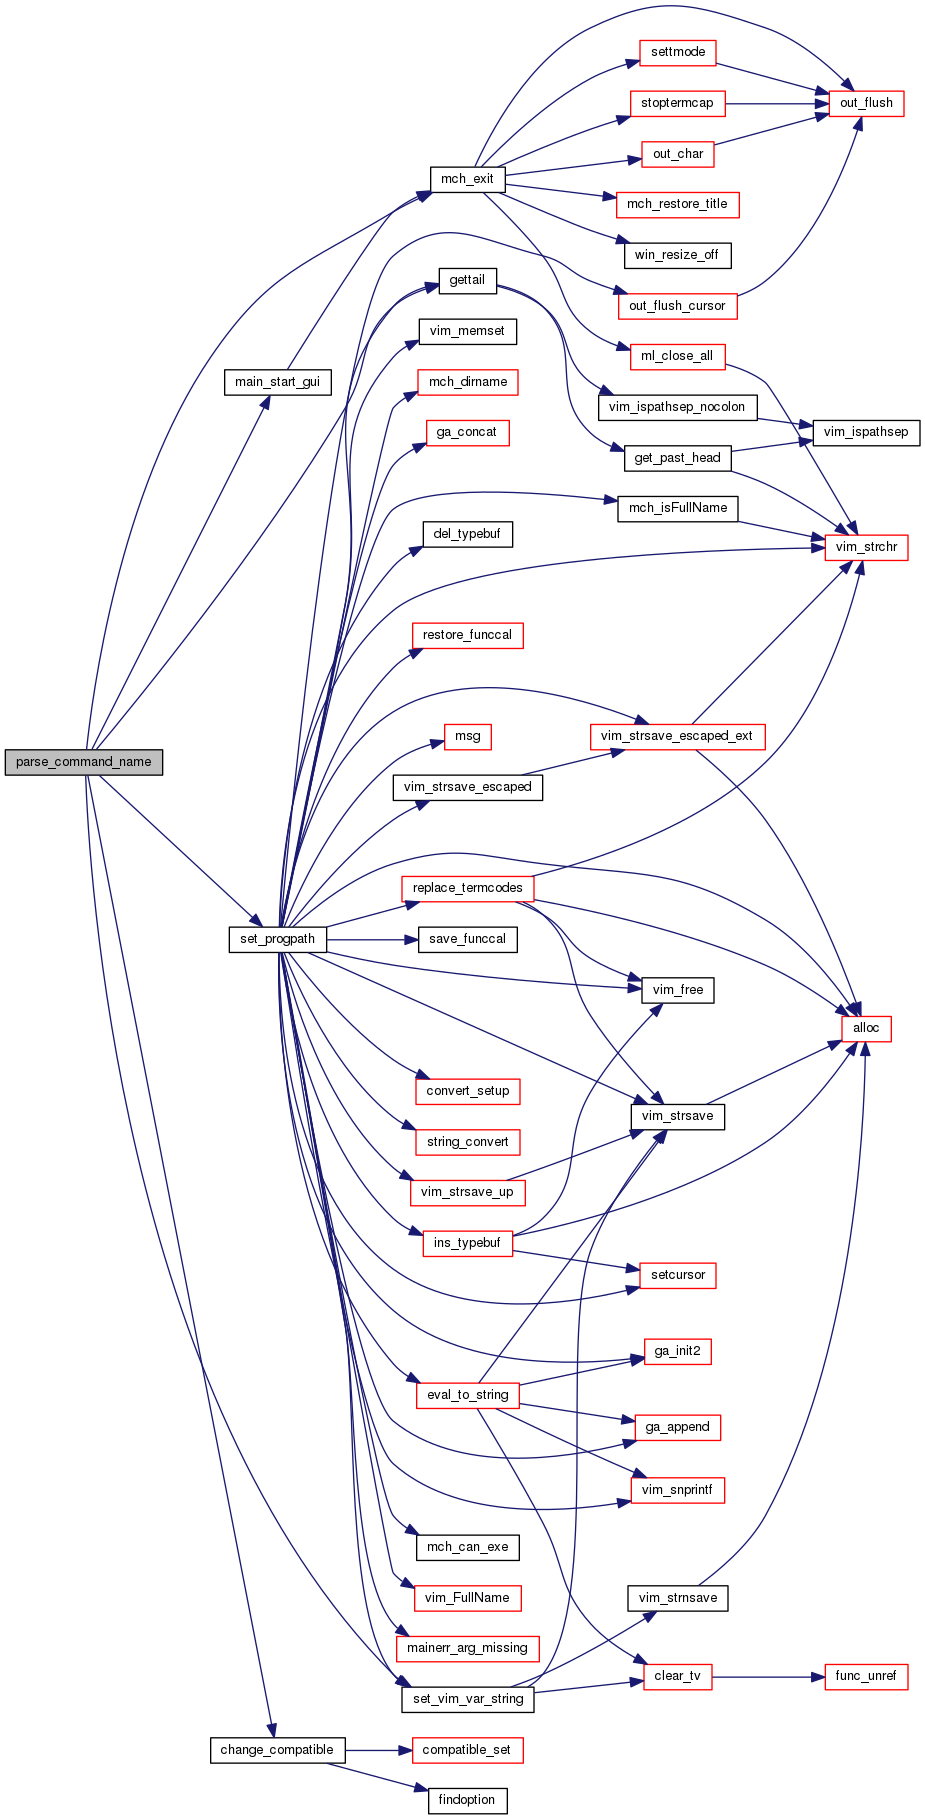 settmode
out_flush
stoptermcap
out_char
mch_exit
mch_restore_title
win_resize_off
gettail
out_flush_cursor
vim_memset
ml_close_all
main_start_gui
mch_dirname
vim_ispathsep_nocolon
ga_concat
vim_ispathsep
get_past_head
mch_isFullName
del_typebuf
vim_strchr
restore_funccal
msg
vim_strsave_escaped_ext
parse_command_name
vim_strsave_escaped
replace_termcodes
set_progpath
save_funccal
vim_free
alloc
convert_setup
vim_strsave
string_convert
vim_strsave_up
ins_typebuf
setcursor
ga_init2
eval_to_string
ga_append
vim_snprintf
mch_can_exe
vim_FullName
vim_strnsave
mainerr_arg_missing
clear_tv
func_unref
set_vim_var_string
change_compatible
compatible_set
findoption